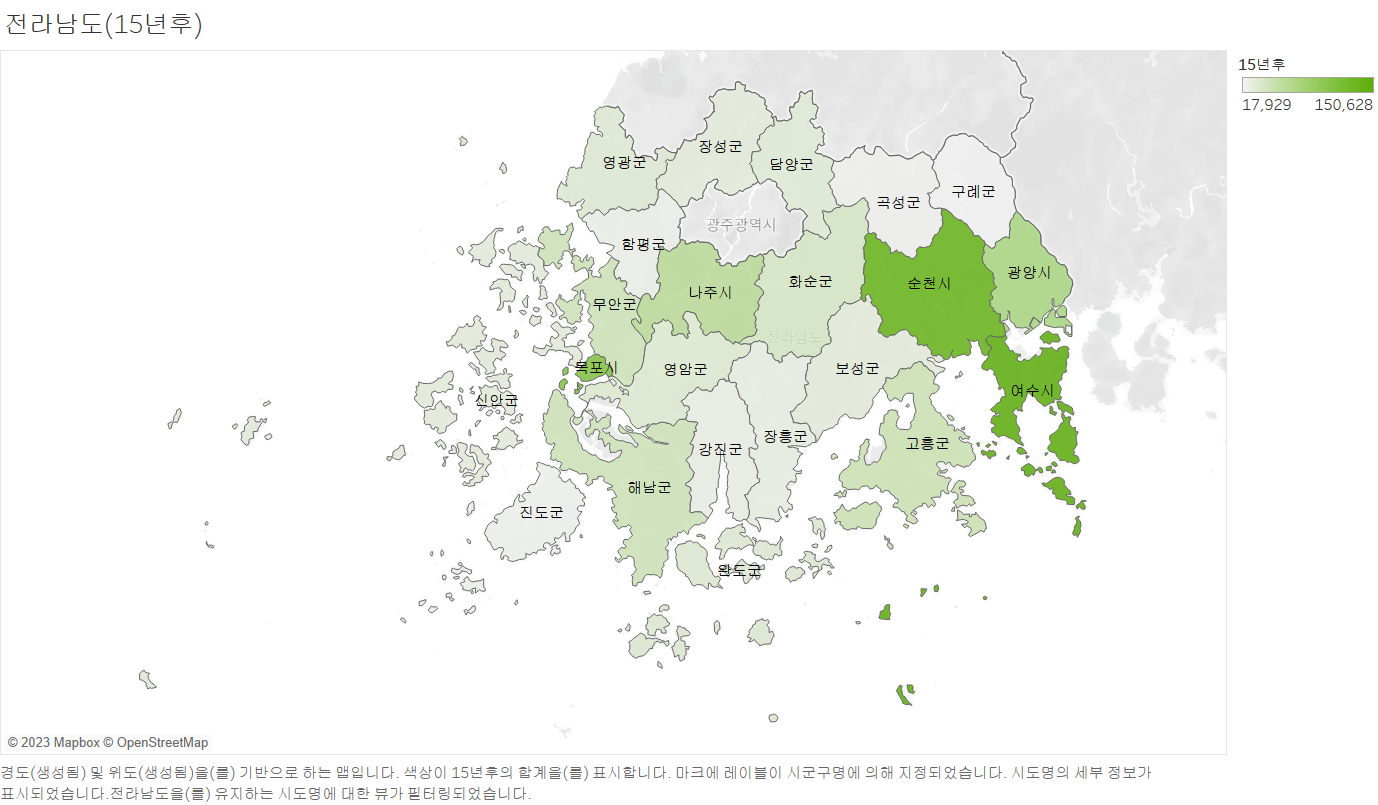 전라남도(15년후)
15년후
17,929 150,628
장성군
영광군
담양군
구례군
곡성군
광주광역시
함평군
광양시
화순군
순천시
나주시
무안군
전라남도
목포시
영암군
보성군
여수시
신안군
장흥군
고흥군
강진군
해남군
진도군
완도군
© 2023 Mapbox © OpenStreetMap
경도(생성됨) 및 위도(생성됨)을(를) 기반으로 하는 맵입니다. 색상이 15년후의 합계을(를) 표시합니다. 마크에 레이블이 시군구명에 의해 지정되었습니다. 시도명의 세부 정보가
표시되었습니다.전라남도을(를) 유지하는 시도명에 대한 뷰가 필터링되었습니다.